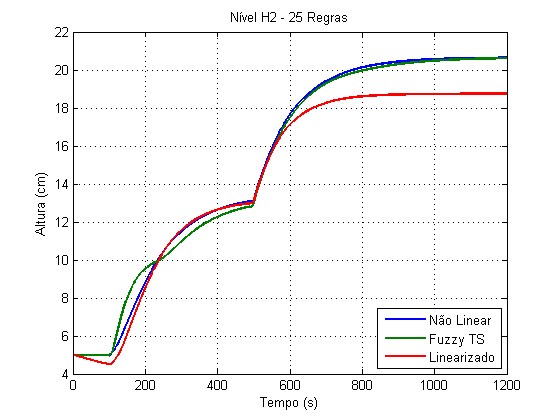 Nível H2 - 25 Regras
22
20
18
16
14
12
10
8
6
4
Altura (cm)
0 200 400 600 800 1000 1200
Tempo (s)
Não Linear
Fuzzy TS
Linearizado